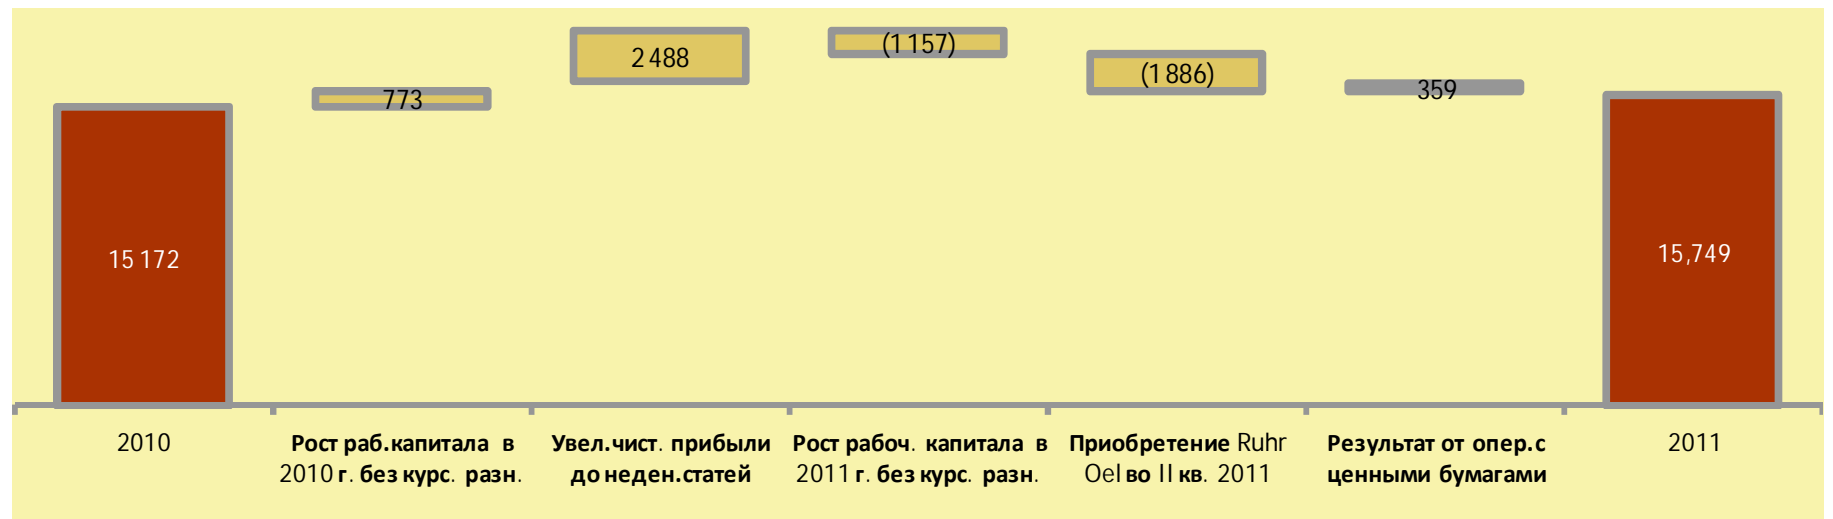 (1 157)
2 488
(1 886)
773
359
15 172
15,749
2010
Рост раб.капитала в
2010 г. без курс. разн.
Увел.чист. прибыли
до неден.статей
Рост рабоч. капитала в
2011 г. без курс. разн.
Приобретение Ruhr
Oel во II кв. 2011
Результат от опер.с
ценными бумагами
2011